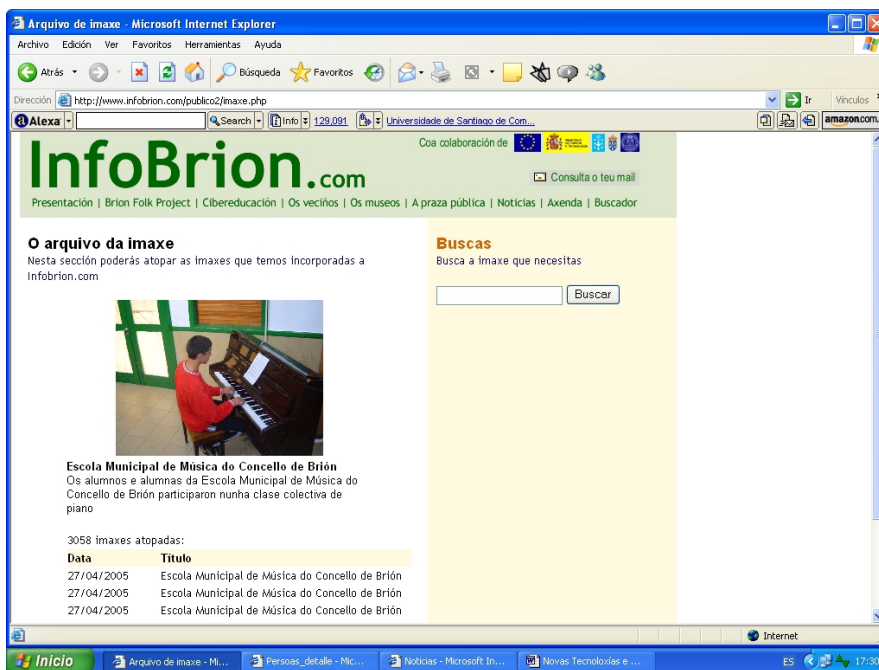 Arquivo de imaxe - Microsoft Internet Explorer
Archivo Edición Ver Favoritos Herramientas Ayuda
Atrás Búsqueda Favoritos
Dirección http://www.infobrion.com/publico2/imaxe.php Ir Vínculos
Alexa Search Info 129,091 Universidade de Santiago de Com... amazon.com
Coa colaboración de
InfoBrion.com
Consulta o teu mail
Presentación | Brion Folk Project | Cibereducación | Os veciños | Os museos | A praza pública | Noticias | Axenda | Buscador
O arquivo da imaxe
Nesta sección poderás atopar as imaxes que temos incorporadas a
Infobrion.com
Buscas
Busca a imaxe que necesitas
Buscar
Escola Municipal de Música do Concello de Brión
Os alumnos e alumnas da Escola Municipal de Música do
Concello de Brión participaron nunha clase colectiva de
piano
3058 imaxes atopadas:
Data Título
27/04/2005 Escola Municipal de Música do Concello de Brión
27/04/2005 Escola Municipal de Música do Concello de Brión
27/04/2005 Escola Municipal de Música do Concello de Brión
Internet
Inicio Arquivo de imaxe - Mi... Persoas_detalle - Mic... Noticias - Microsoft In... Novas Tecnoloxías e ... ES 17:30